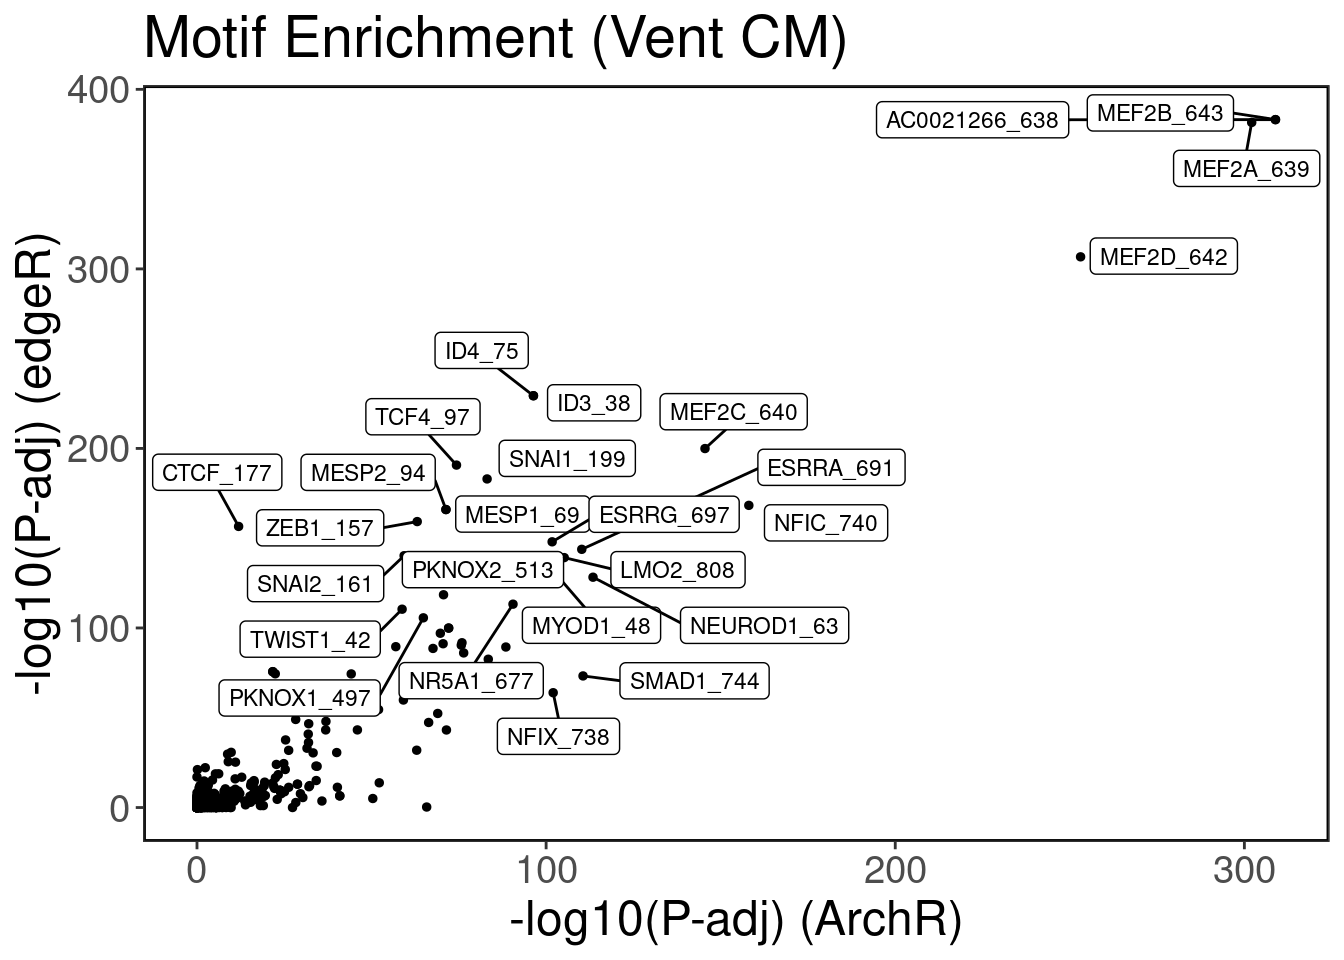 Motif Enrichment (Vent CM)
-log10(P-adj) (edgeR)
400
300
200
100
0
AC0021266_638
MEF2B_643
MEF2A_639
MEF2D_642
ID4_75
ID3_38
TCF4_97
MEF2C_640
SNAI1_199
CTCF_177
MESP2_94
ESRRA_691
MESP1_69
ESRRG_697
ZEB1_157
NFIC_740
SNAI2_161
PKNOX2_513
LMO2_808
TWIST1_42
MYOD1_48
NEUROD1_63
PKNOX1_497
NR5A1_677
SMAD1_744
NFIX_738
0
100
200
300
-log10(P-adj) (ArchR)